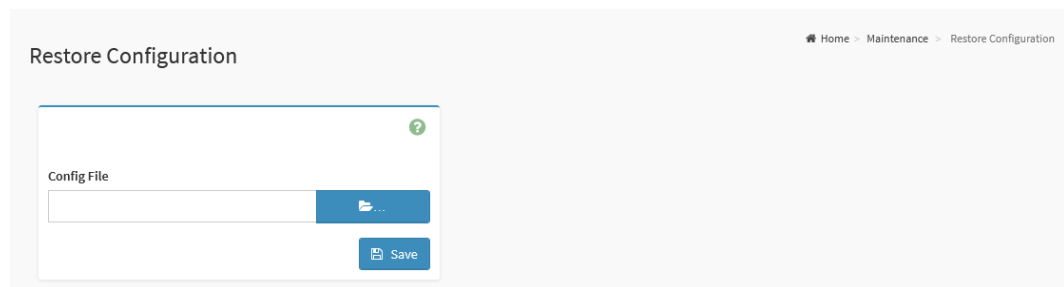 Home > Maintenance > Restore Configuration
Restore Configuration
?
Config File
...
Save